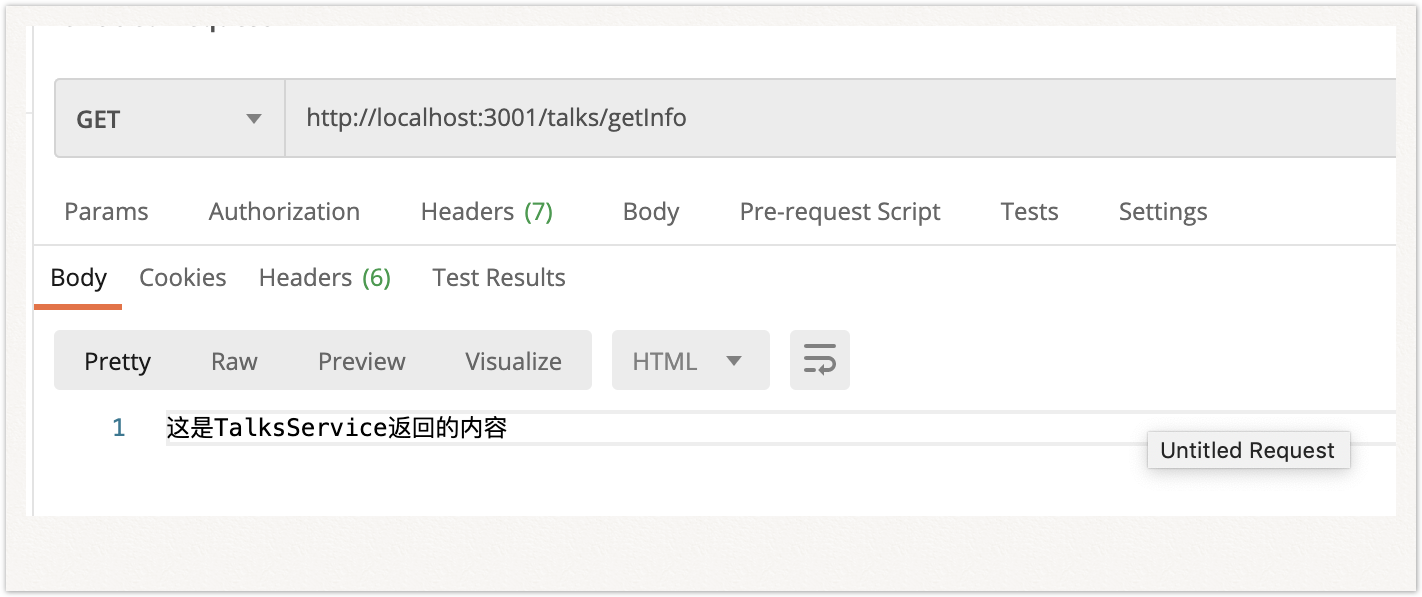 GET http://localhost:3001/talks/getInfo
Params Authorization Headers (7) Body Pre-request Script Tests Settings
Body Cookies Headers (6) Test Results
Pretty Raw Preview Visualize HTML
1 这是TalksService返回的内容
Untitled Request